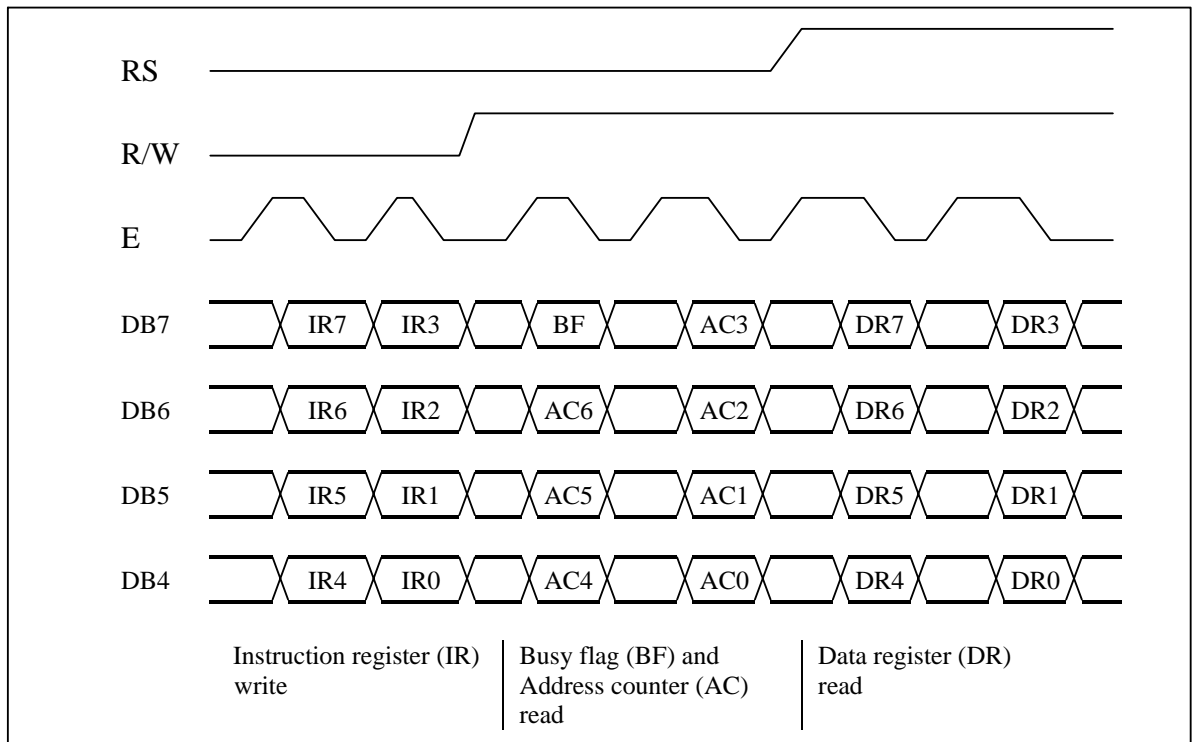 RS
R/W
E
DB7 IR7 IR3 BF AC3 DR7 DR3
DB6 IR6 IR2 AC6 AC2 DR6 DR2
DB5 IR5 IR1 AC5 AC1 DR5 DR1
DB4 IR4 IR0 AC4 AC0 DR4 DR0
Instruction register (IR)
write
Busy flag (BF) and
Address counter (AC)
read
Data register (DR)
read